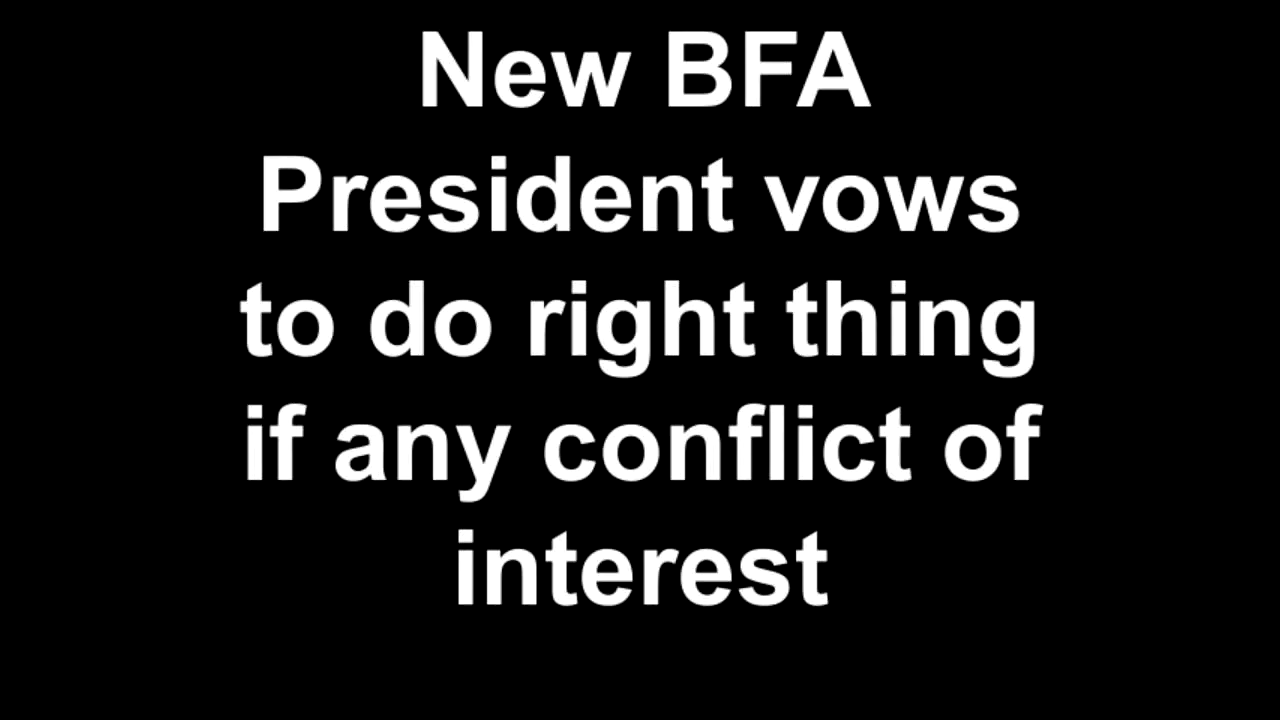 New BFA
President vows
to do right thing
if any conflict of
interest